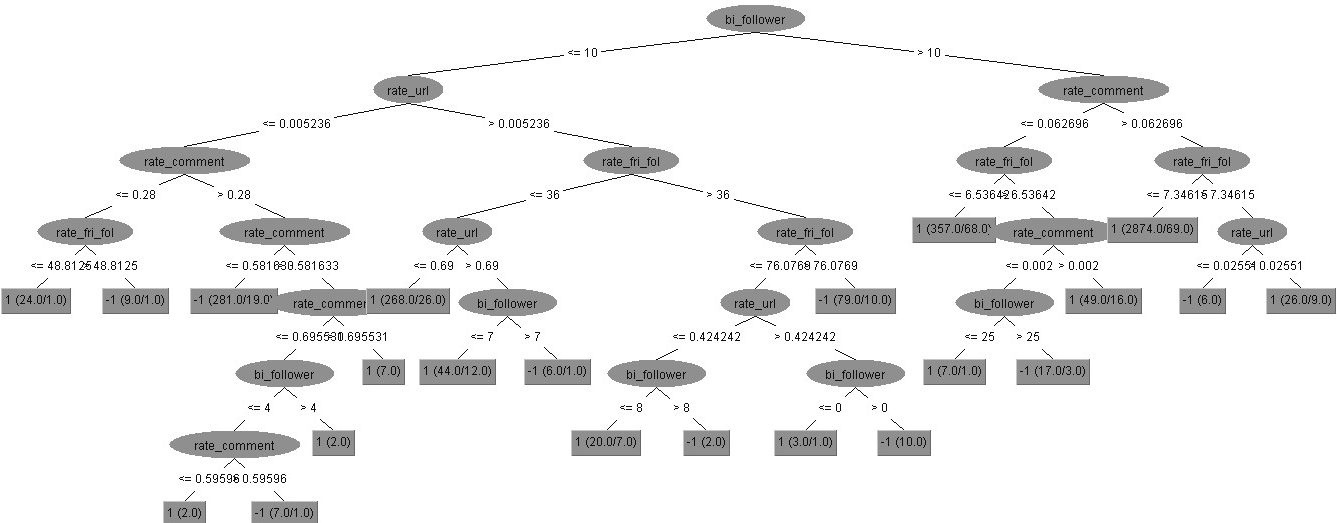 bi_follower
<= 10 > 10
rate_url rate_comment
<= 0.005236 > 0.005236 <= 0.062696 > 0.062696
rate_comment rate_fri_fol rate_fri_fol rate_fri_fol
<= 0.28 > 0.28 <= 36 > 36 <= 6.53642 > 6.53642 <= 7.34615 > 7.34615
rate_fri_fol rate_comment rate_url rate_fri_fol 1 (357.0/68.0) rate_comment 1 (2874.0/69.0) rate_url
<= 48.8125 > 48.8125 <= 0.581633 > 0.581633 <= 0.69 > 0.69 <= 76.0769 > 76.0769 <= 0.002 > 0.002 <= 0.02551 > 0.02551
1 (24.0/1.0) -1 (9.0/1.0) -1 (281.0/19.0) rate_comment 1 (268.0/26.0) bi_follower rate_url -1 (79.0/10.0) bi_follower 1 (49.0/16.0) -1 (6.0) 1 (26.0/9.0)
<= 0.695531 > 0.695531 <= 7 > 7 <= 0.424242 > 0.424242 <= 25 > 25
bi_follower 1 (7.0) 1 (44.0/12.0) -1 (6.0/1.0) bi_follower bi_follower 1 (7.0/1.0) -1 (17.0/3.0)
<= 4 > 4 <= 8 > 8 <= 0 > 0
rate_comment 1 (2.0) 1 (20.0/7.0) -1 (2.0) 1 (3.0/1.0) -1 (10.0)
<= 0.59596 > 0.59596
1 (2.0) -1 (7.0/1.0)